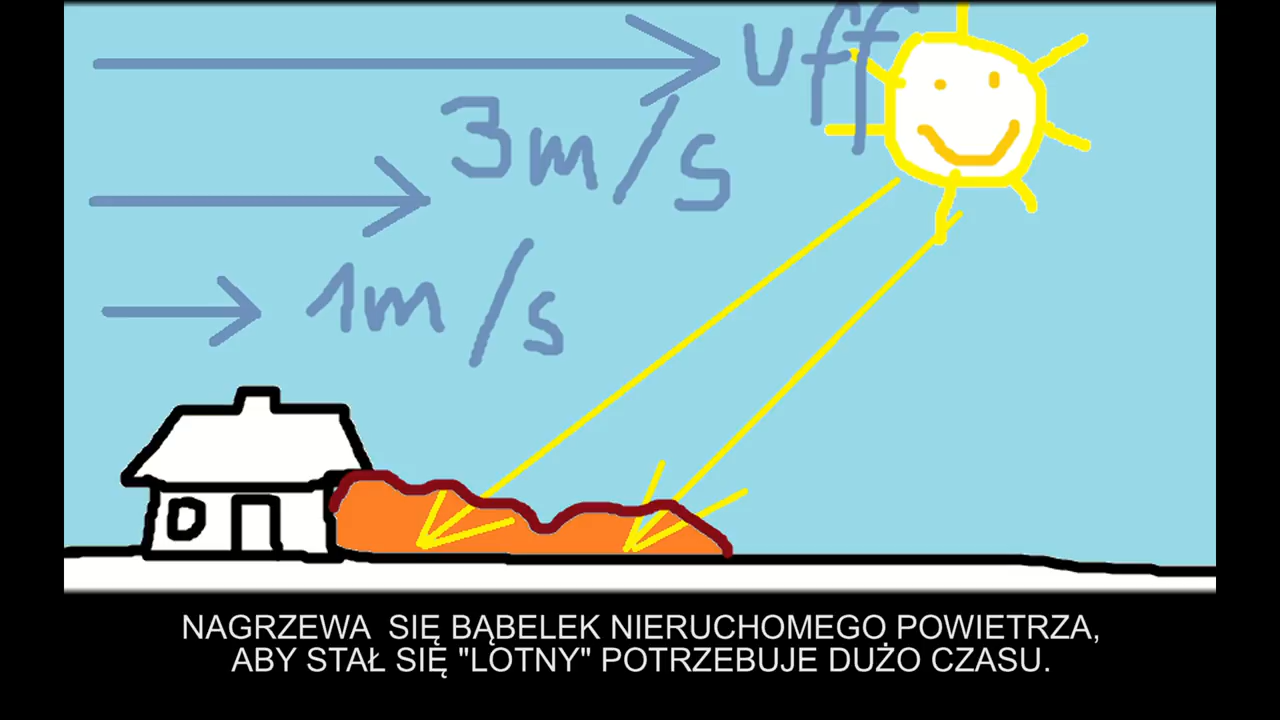 uff
3m/s
1m/s
NAGRZEWA SIĘ BĄBELEK NIERUCHOMEGO POWIETRZA,
ABY STAŁ SIĘ "LOTNY" POTRZEBUJE DUŻO CZASU.